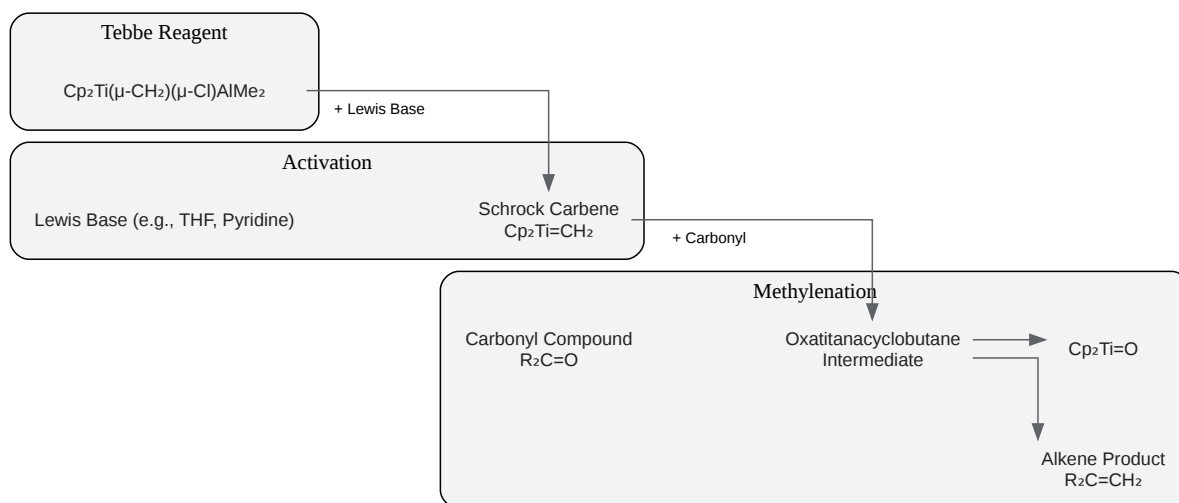 Tebbe Reagent
Cp₂Ti(μ-CH₂)(μ-Cl)AlMe₂
+ Lewis Base
Activation
Lewis Base (e.g., THF, Pyridine)
Schrock Carbene
Cp₂Ti=CH₂
+ Carbonyl
Methylenation
Carbonyl Compound
R₂C=O
Oxatitanacyclobutane
Intermediate
Cp₂Ti=O
Alkene Product
R₂C=CH₂